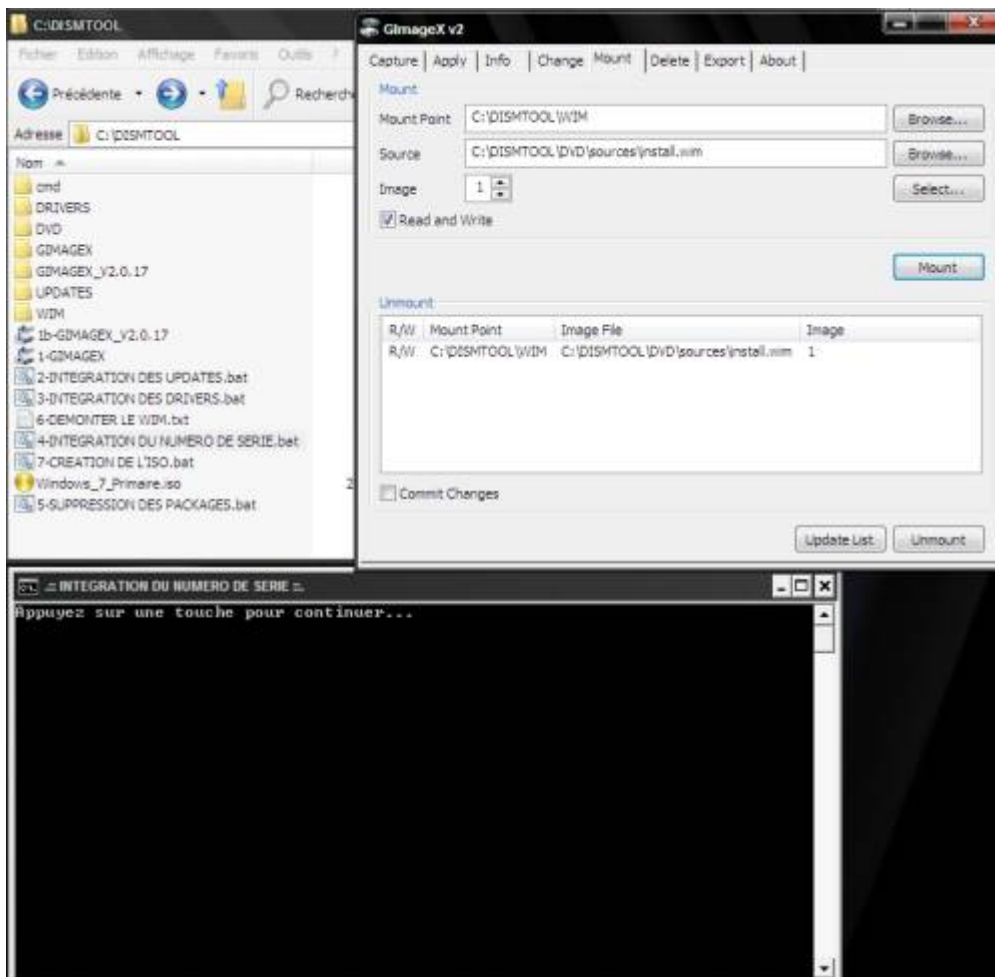 C:\DISMTOOL
Fichier Edition Affichage Favoris Outils ?
Précédente
Adresse C:\DISMTOOL
Nom
cmd
DRIVERS
DVD
GIMAGEX
GIMAGEX_V2.0.17
UPDATES
WIM
1b-GIMAGEX_V2.0.17
1-GIMAGEX
2-INTEGRATION DES UPDATES.bat
3-INTEGRATION DES DRIVERS.bat
6-DEMONTER LE WIM.txt
4-INTEGRATION DU NUMERO DE SERIE.bat
7-CREATION DE L'ISO.bat
Windows_7_Primaire.iso 2
5-SUPPRESSION DES PACKAGES.bat
GImageX v2
Capture Apply Info Change Mount Delete Export About
Mount
Mount Point C:\DISMTOOL\WIM Browse...
Source C:\DISMTOOL\DVD\sources\install.wim Browse...
Image 1 Select...
Read and Write
Mount
Unmount
R/W Mount Point Image File Image
R/W C:\DISMTOOL\WIM C:\DISMTOOL\DVD\sources\install.wim 1
Commit Changes
Update List Unmount
.:: INTEGRATION DU NUMERO DE SERIE ::.
Appuyez sur une touche pour continuer...